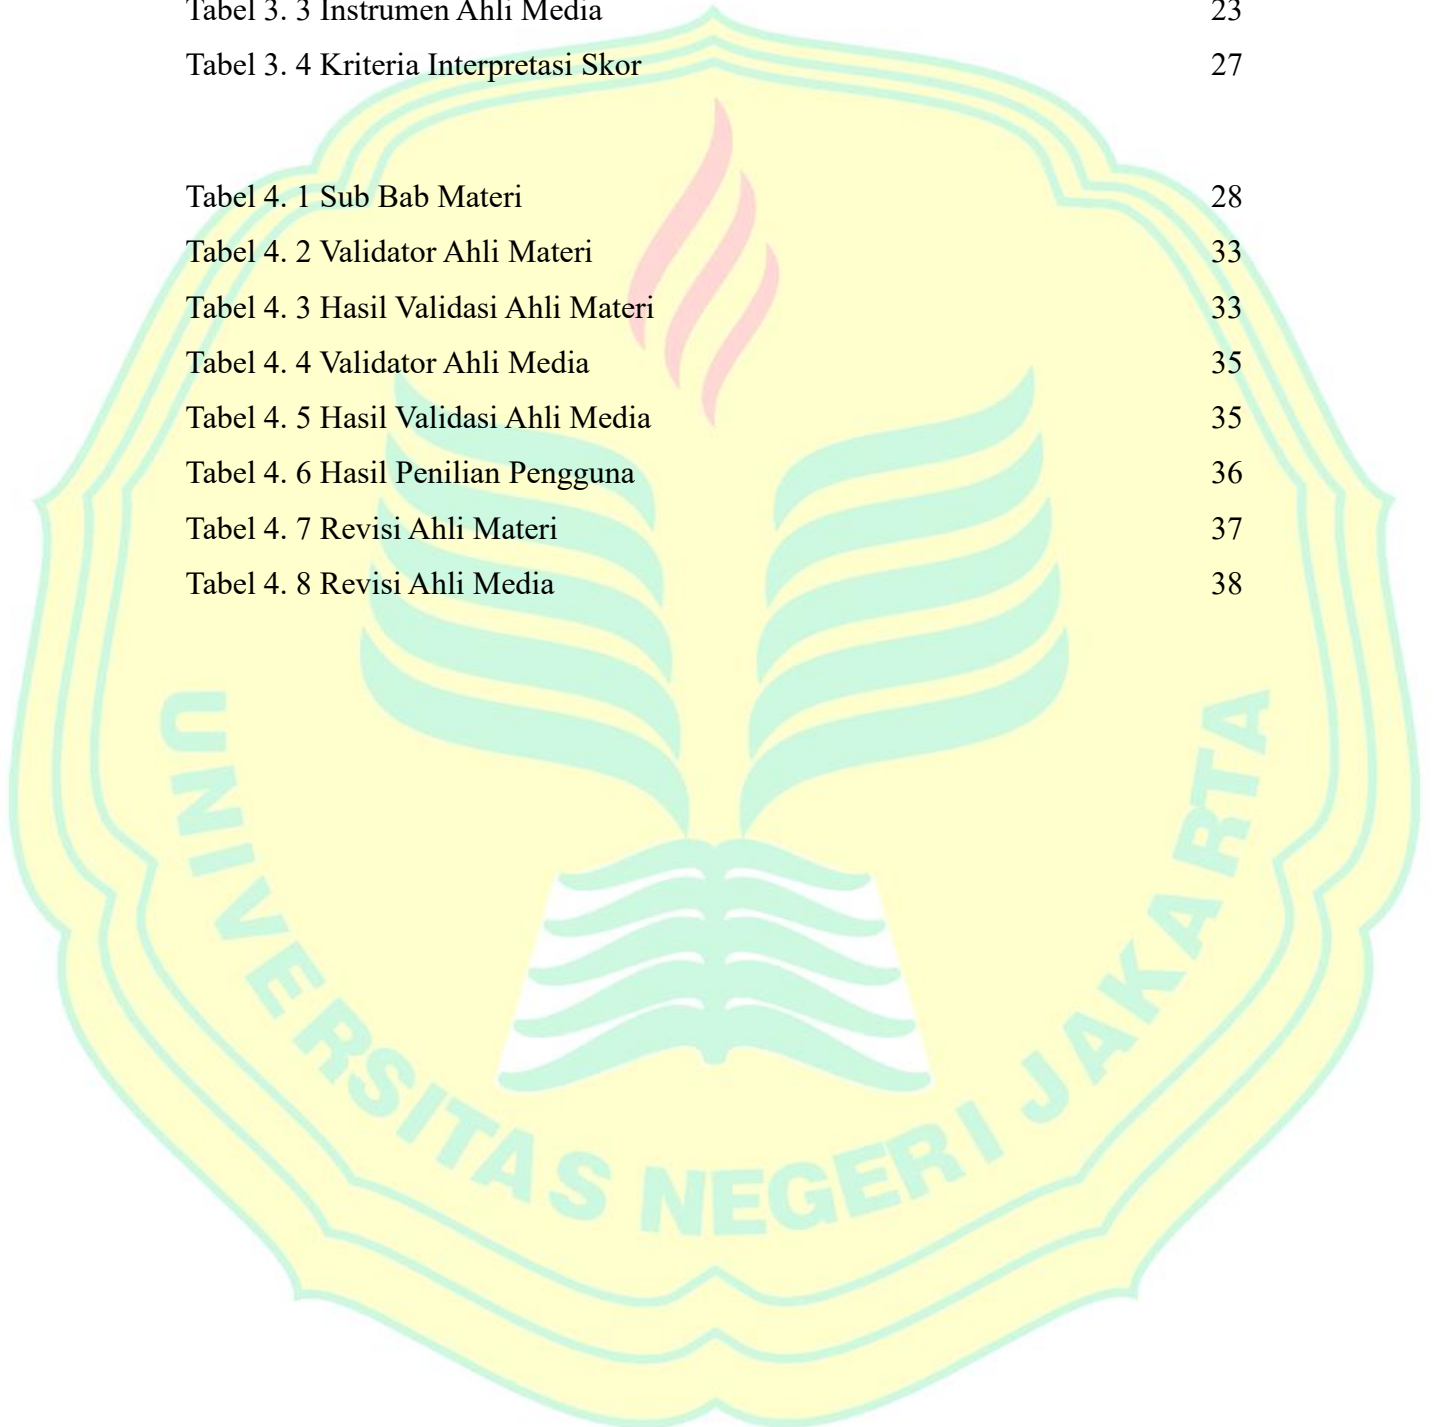 Tabel 3. 3 Instrumen Ahli Media 23
Tabel 3. 4 Kriteria Interpretasi Skor 27
Tabel 4. 1 Sub Bab Materi 28
Tabel 4. 2 Validator Ahli Materi 33
Tabel 4. 3 Hasil Validasi Ahli Materi 33
Tabel 4. 4 Validator Ahli Media 35
Tabel 4. 5 Hasil Validasi Ahli Media 35
Tabel 4. 6 Hasil Penilian Pengguna 36
Tabel 4. 7 Revisi Ahli Materi 37
Tabel 4. 8 Revisi Ahli Media 38
UNIVERSITAS NEGERI JAKARTA